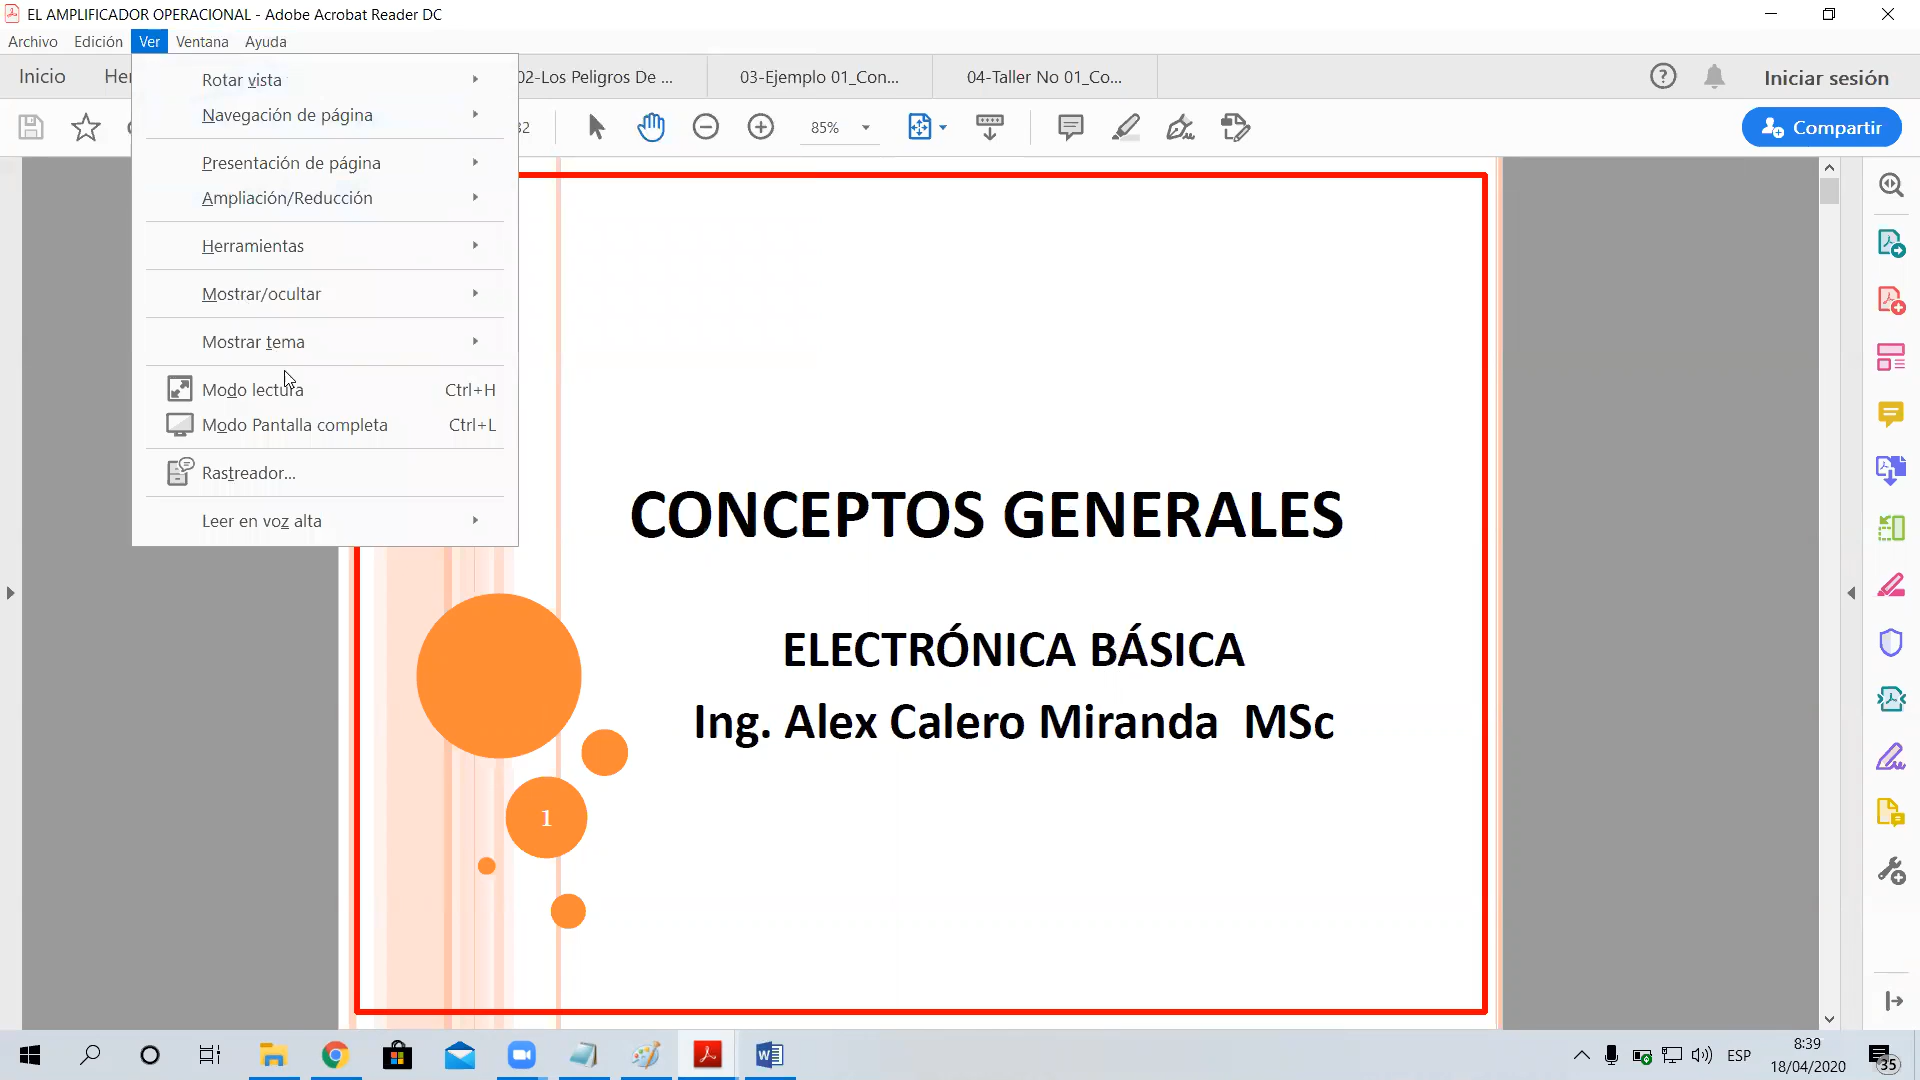 EL AMPLIFICADOR OPERACIONAL - Adobe Acrobat Reader DC
Archivo Edición Ver Ventana Ayuda
Inicio 02-Los Peligros De ... 03-Ejemplo 01_Con... 04-Taller No 01_Co... Iniciar sesión
85% Compartir
Rotar vista
Navegación de página
Presentación de página
Ampliación/Reducción
Herramientas
Mostrar/ocultar
Mostrar tema
Modo lectura Ctrl+H
Modo Pantalla completa Ctrl+L
Rastreador...
Leer en voz alta
CONCEPTOS GENERALES
ELECTRÓNICA BÁSICA
Ing. Alex Calero Miranda MSc
1
ESP
8:39
18/04/2020
35